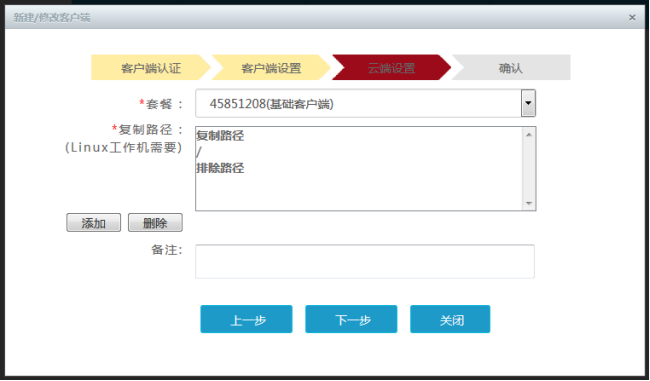 新建/修改客户端
客户端认证 客户端设置 云端设置 确认
*套餐： 45851208(基础客户端)
*复制路径：
(Linux工作机需要)
复制路径
/
排除路径
添加 删除
备注:
上一步 下一步 关闭